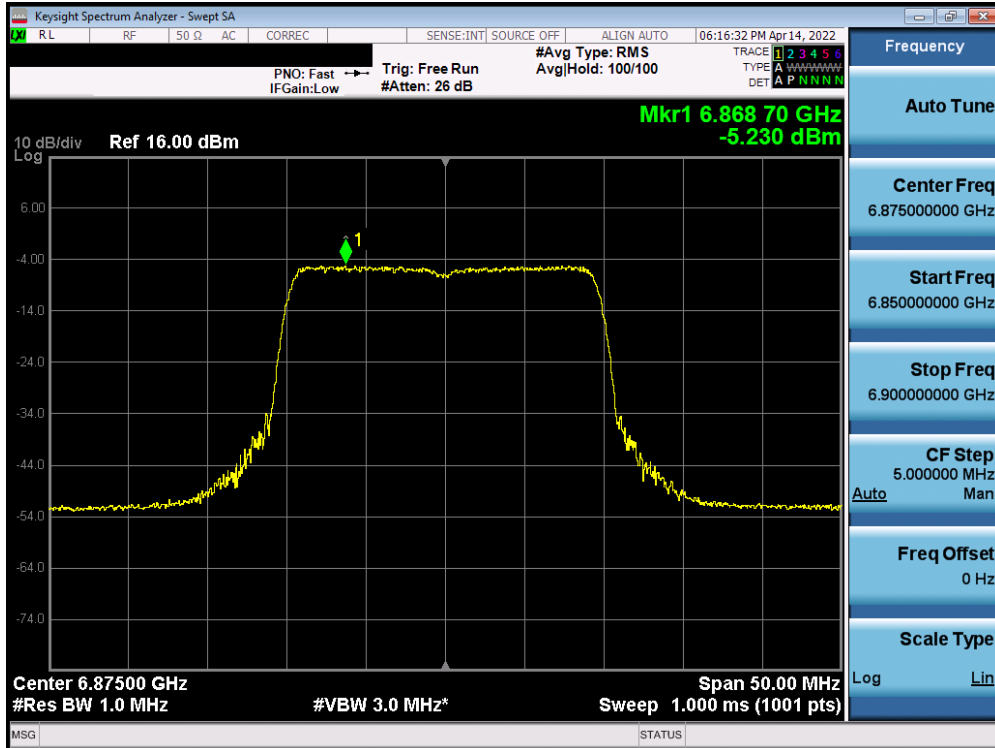 Keysight Spectrum Analyzer - Swept SA
LXI RL RF 50 Ω AC CORREC SENSE:INT SOURCE OFF ALIGN AUTO 06:16:32 PM Apr 14, 2022
#Avg Type: RMS TRACE 1 2 3 4 5 6
PNO: Fast Trig: Free Run Avg|Hold: 100/100 TYPE A WWWWW
IFGain:Low #Atten: 26 dB DET A P N N N N
Mkr1 6.868 70 GHz
10 dB/div Ref 16.00 dBm -5.230 dBm
Log
1
6.00
-4.00
-14.0
-24.0
-34.0
-44.0
-54.0
-64.0
-74.0
Center 6.87500 GHz Span 50.00 MHz
#Res BW 1.0 MHz #VBW 3.0 MHz* Sweep 1.000 ms (1001 pts)
MSG STATUS
Frequency
Auto Tune
Center Freq
6.875000000 GHz
Start Freq
6.850000000 GHz
Stop Freq
6.900000000 GHz
CF Step
5.000000 MHz
Auto Man
Freq Offset
0 Hz
Scale Type
Log Lin